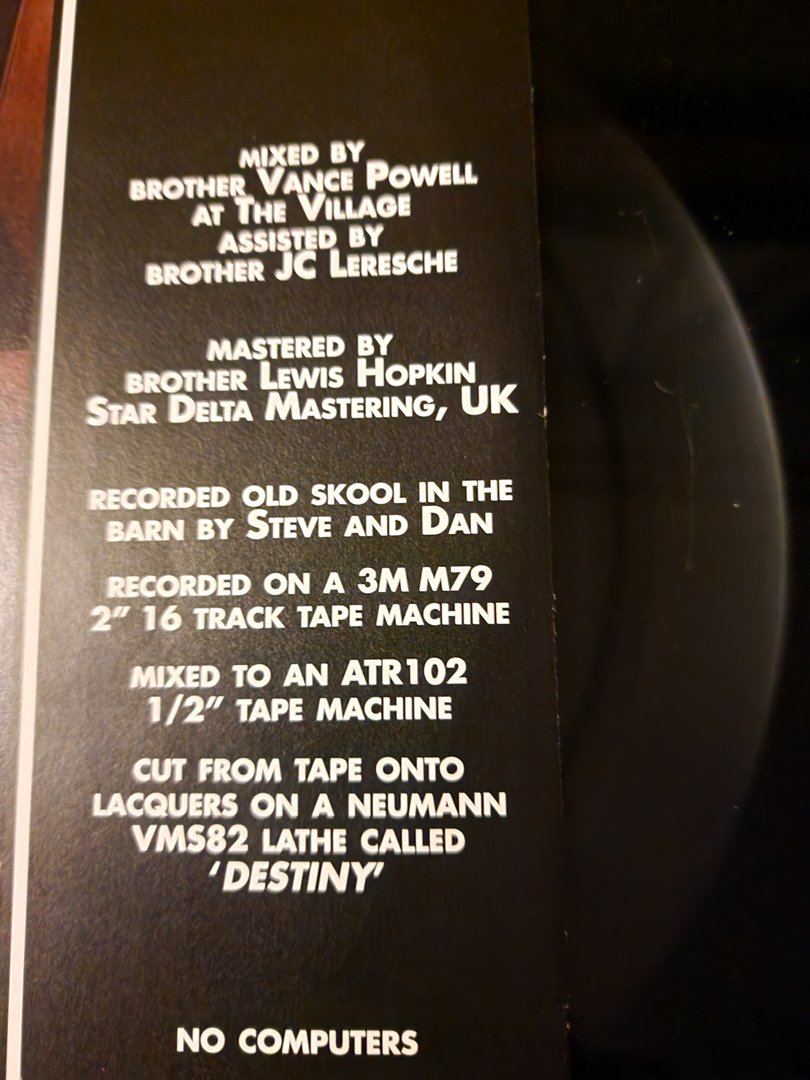 MIXED BY
BROTHER VANCE POWELL
AT THE VILLAGE
ASSISTED BY
BROTHER JC LERESCHE
MASTERED BY
BROTHER LEWIS HOPKIN
STAR DELTA MASTERING, UK
RECORDED OLD SKOOL IN THE
BARN BY STEVE AND DAN
RECORDED ON A 3M M79
2" 16 TRACK TAPE MACHINE
MIXED TO AN ATR102
1/2" TAPE MACHINE
CUT FROM TAPE ONTO
LACQUERS ON A NEUMANN
VMS82 LATHE CALLED
'DESTINY'
NO COMPUTERS